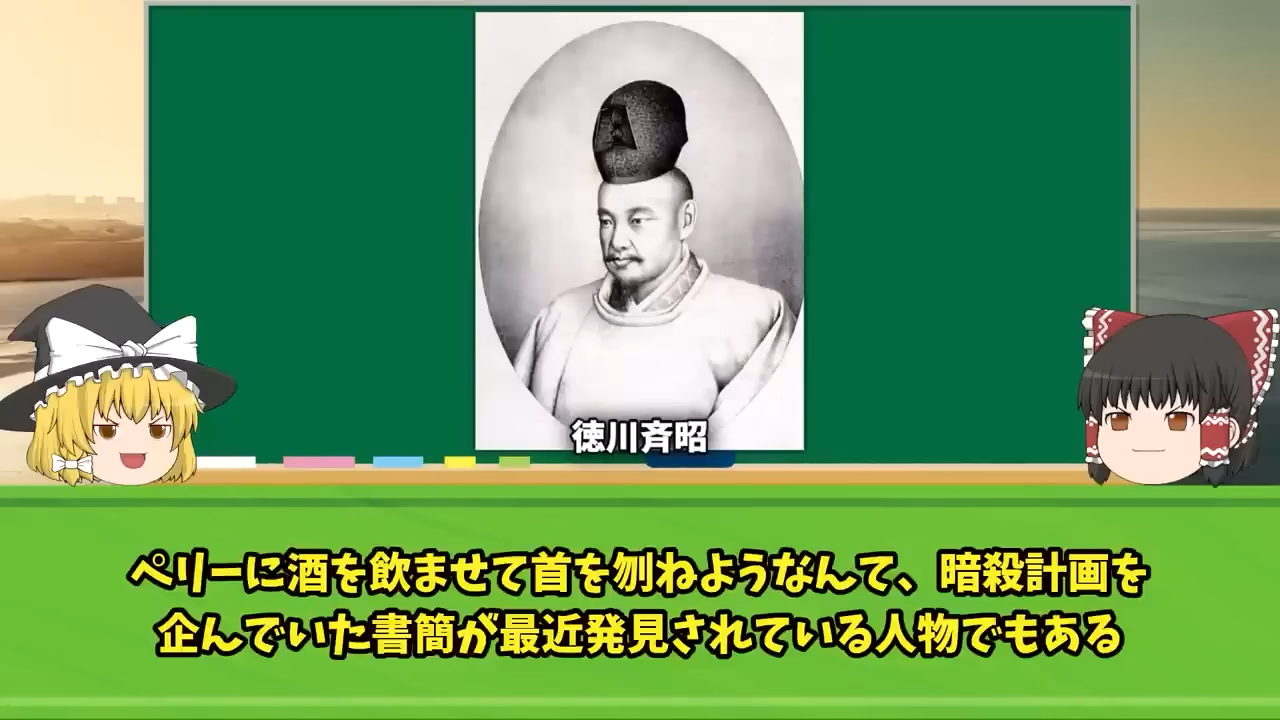 徳川斉昭
ペリーに酒を飲ませて首を刎ねようなんて、暗殺計画を
企んでいた書簡が最近発見されている人物でもある